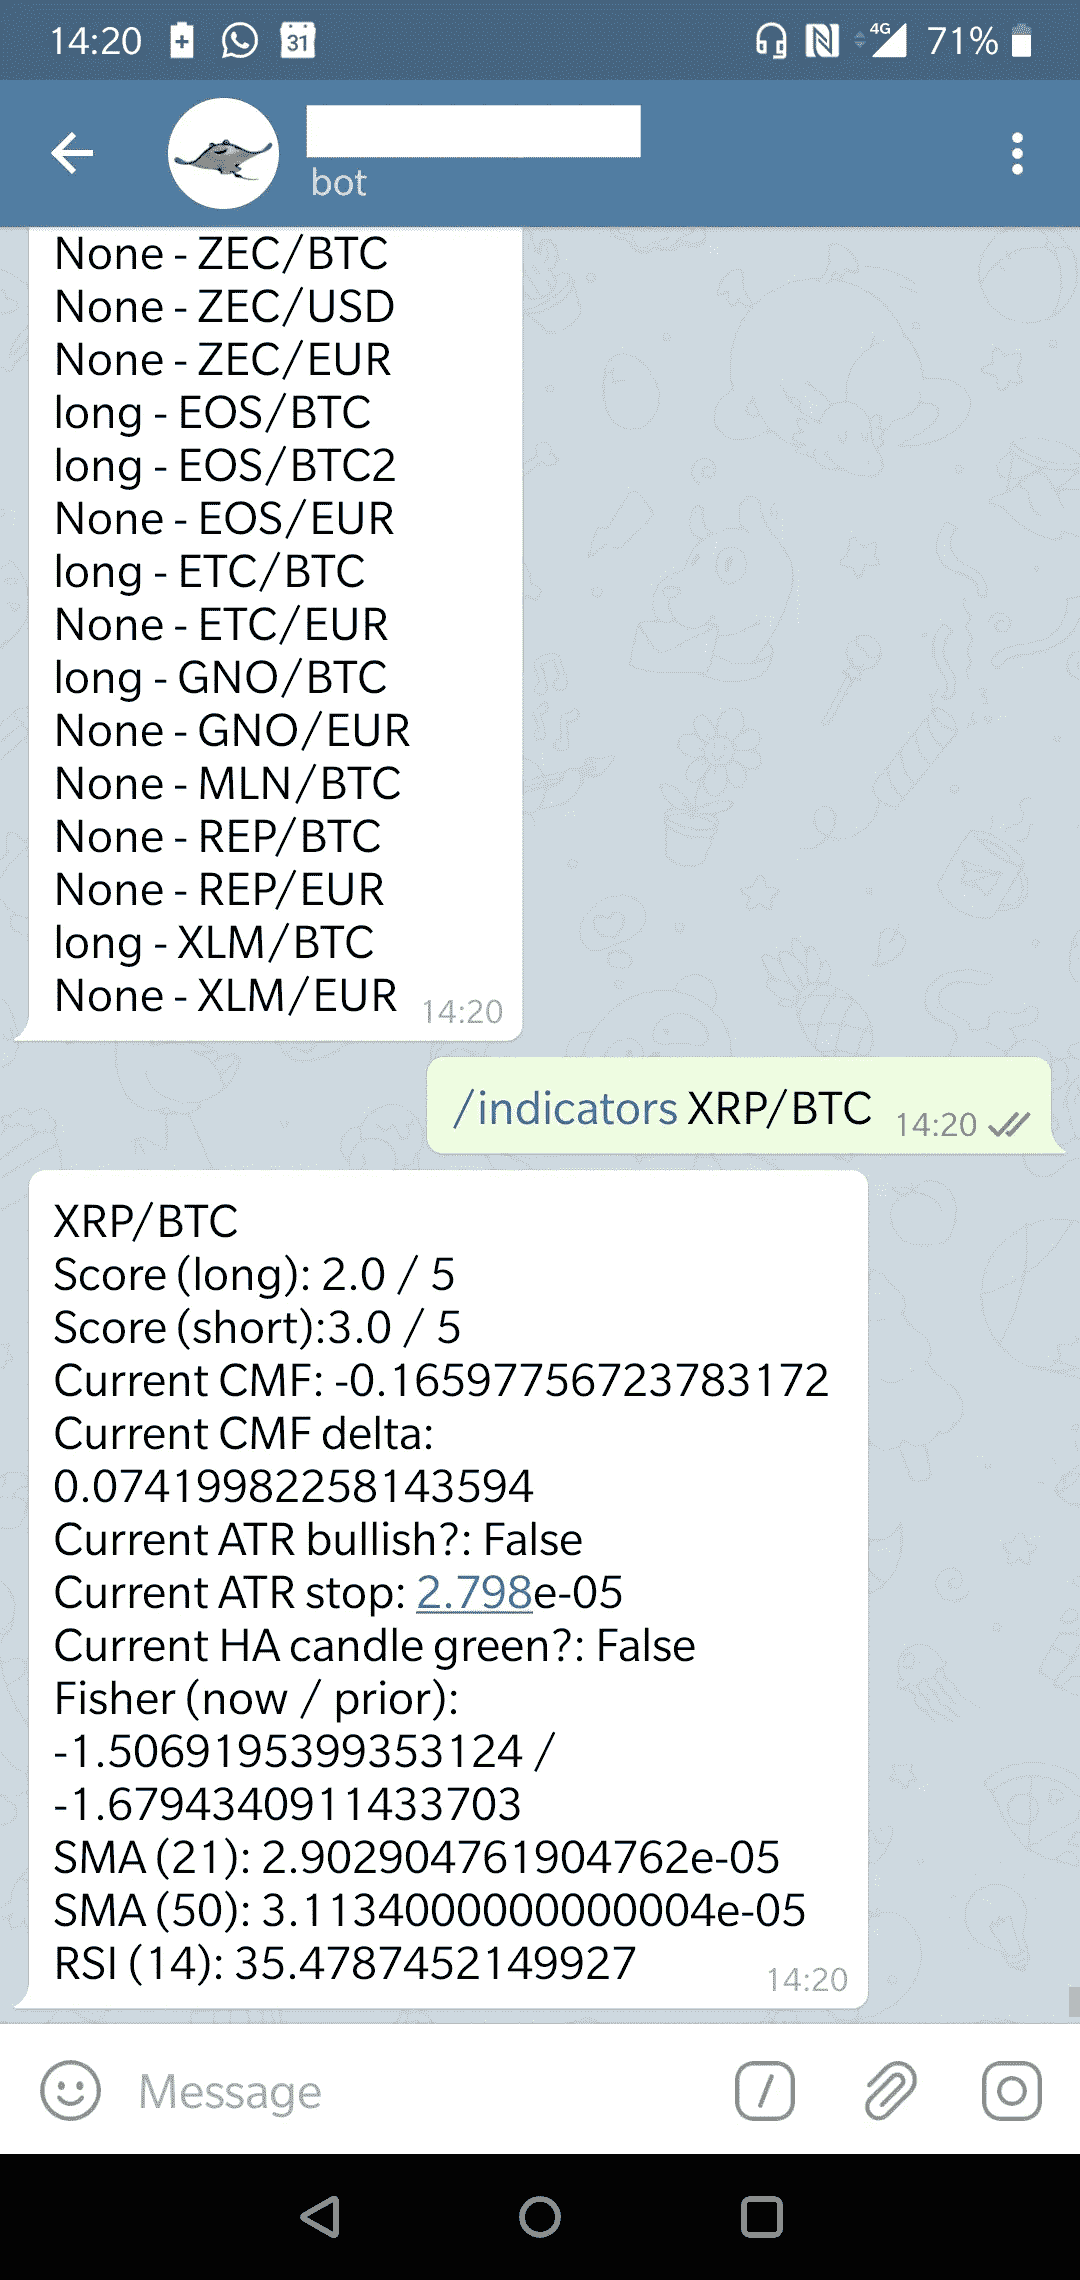 14:20
31
4G
71%
bot
None - ZEC/BTC
None - ZEC/USD
None - ZEC/EUR
long - EOS/BTC
long - EOS/BTC2
None - EOS/EUR
long - ETC/BTC
None - ETC/EUR
long - GNO/BTC
None - GNO/EUR
None - MLN/BTC
None - REP/BTC
None - REP/EUR
long - XLM/BTC
None - XLM/EUR 14:20
/indicators XRP/BTC 14:20
XRP/BTC
Score (long): 2.0 / 5
Score (short):3.0 / 5
Current CMF: -0.16597756723783172
Current CMF delta:
0.07419982258143594
Current ATR bullish?: False
Current ATR stop: 2.798e-05
Current HA candle green?: False
Fisher (now / prior):
-1.5069195399353124 /
-1.6794340911433703
SMA (21): 2.902904761904762e-05
SMA (50): 3.1134000000000004e-05
RSI (14): 35.4787452149927
14:20
Message